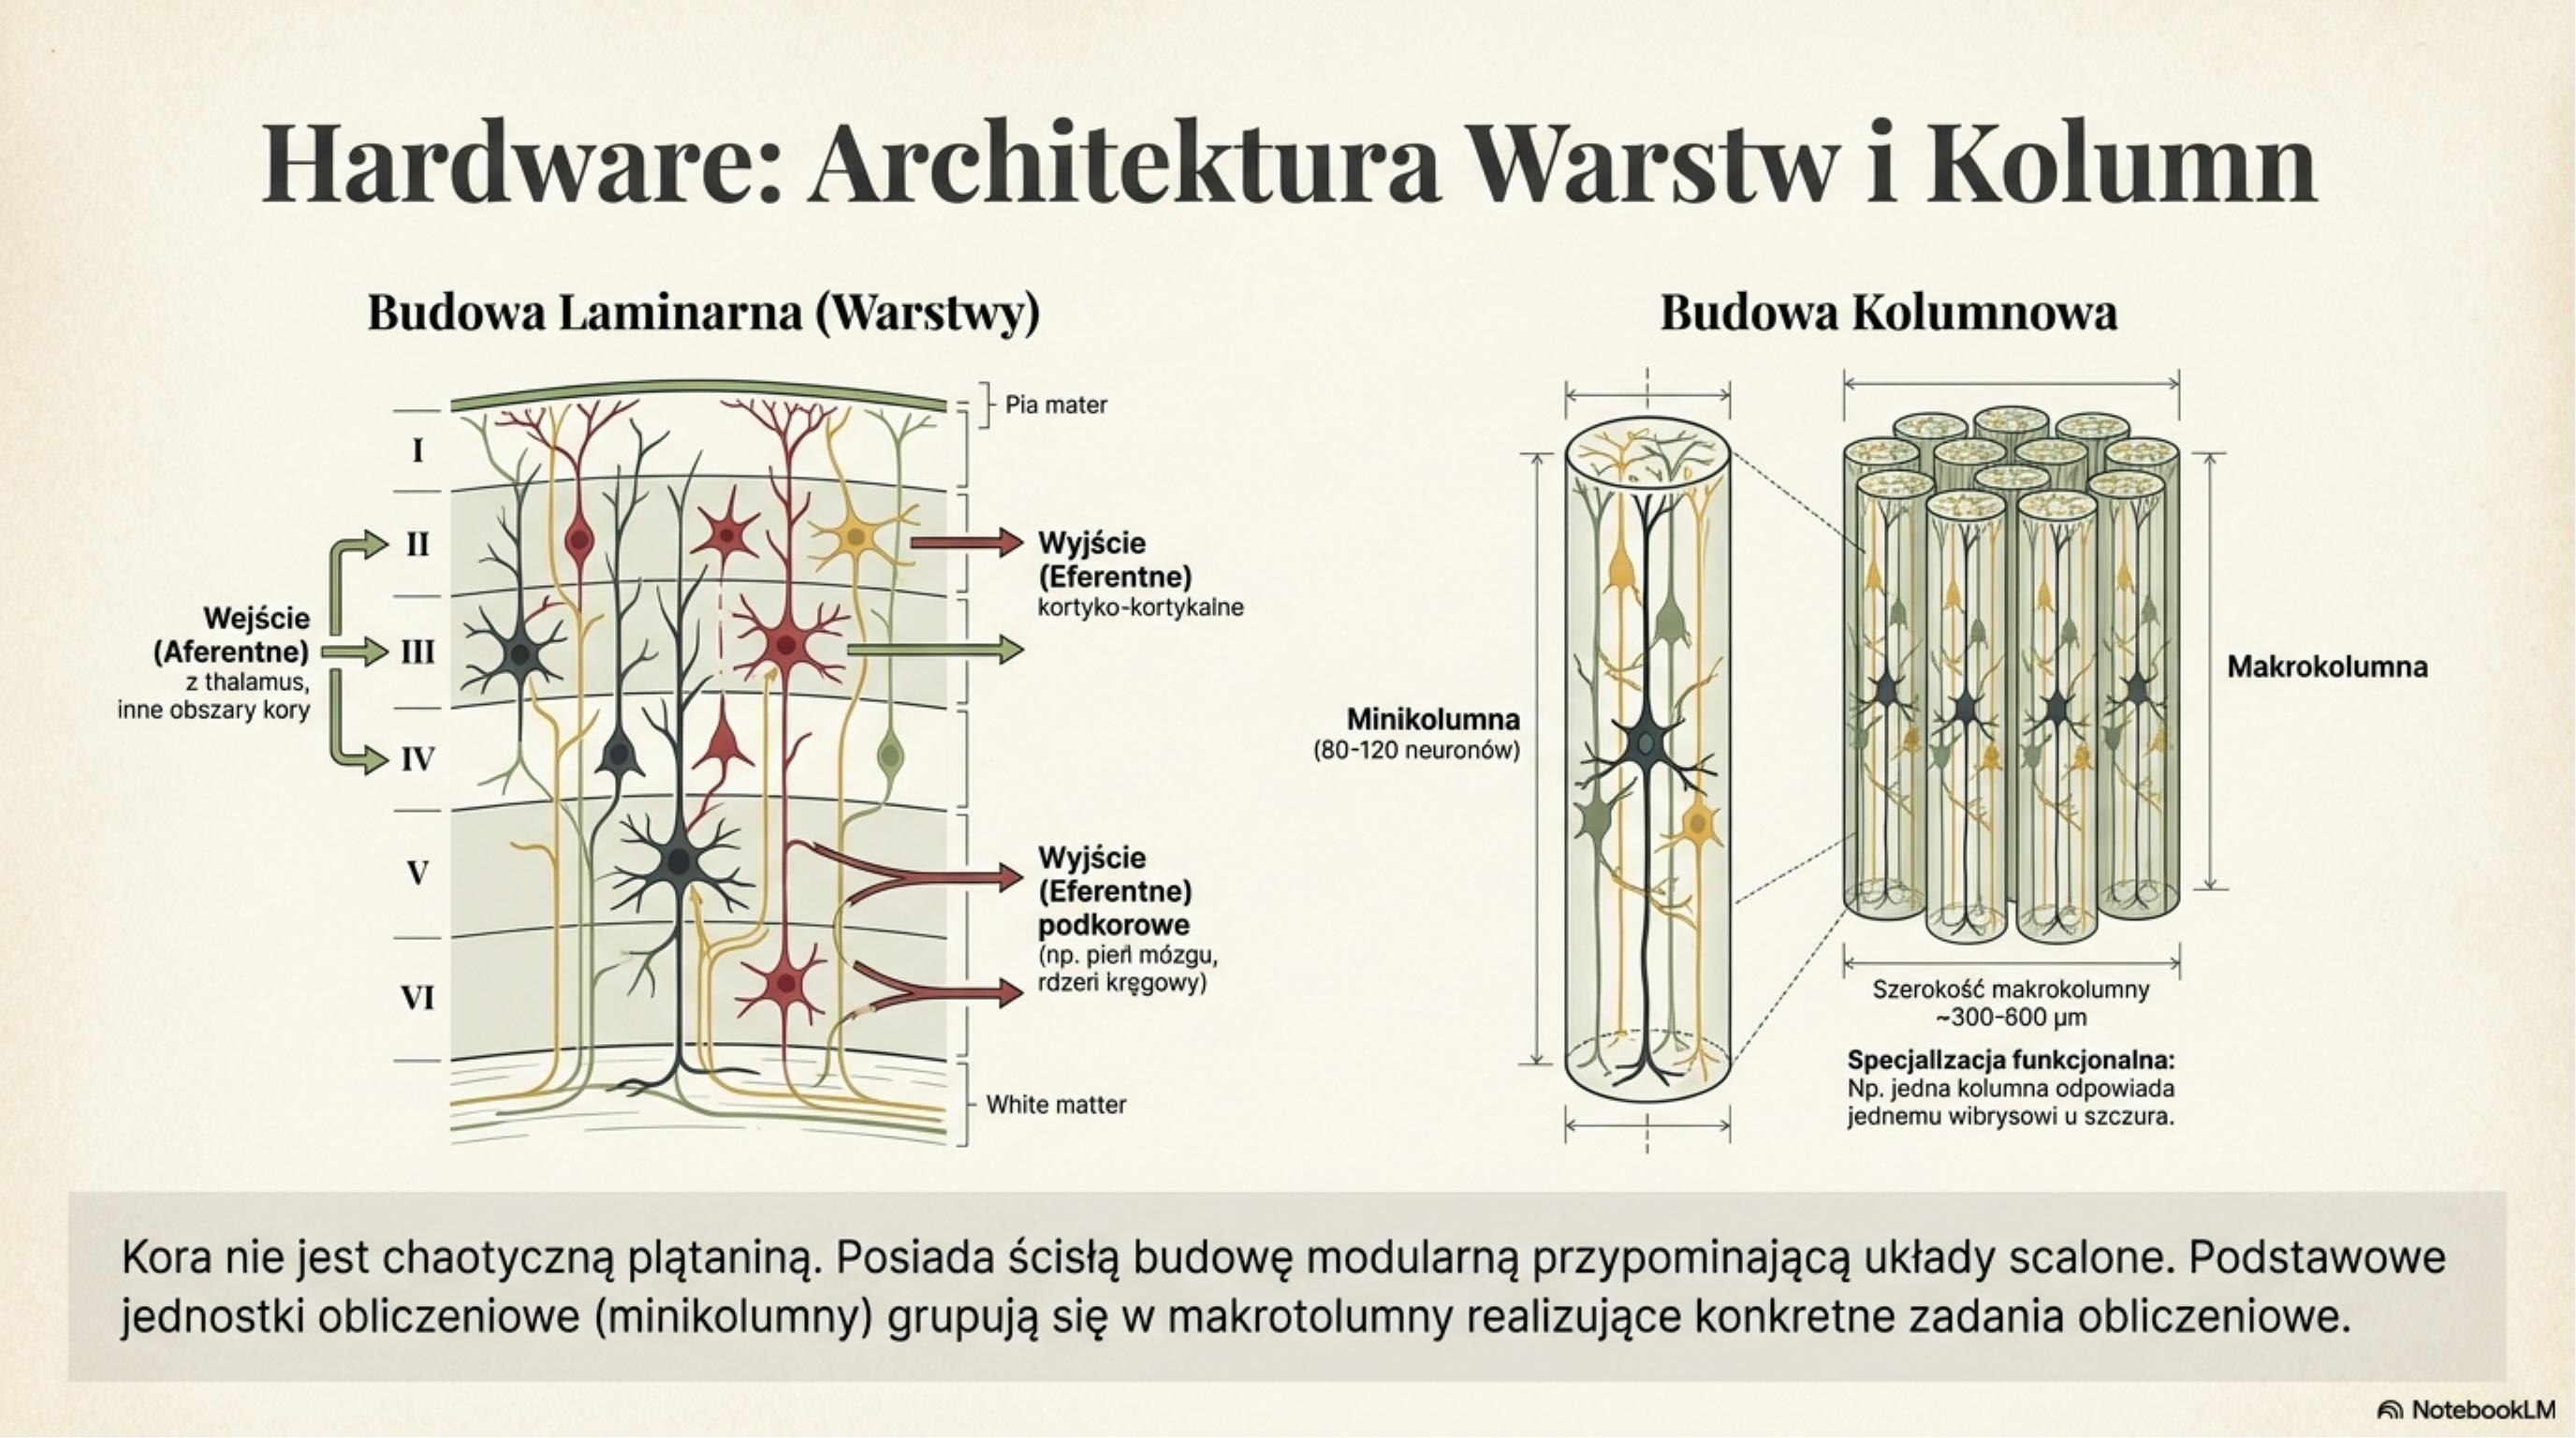 Hardware: Architektura Warstw i Kolumn
Budowa Laminarna (Warstwy)
Pia mater
I
II
III
IV
V
VI
Wejście
(Aferentne)
z thalamus,
inne obszary kory
Wyjście
(Eferentne)
kortyko-kortykalne
Wyjście
(Eferentne)
podkorowe
(np. pień mózgu,
rdzeń kręgowy)
White matter
Budowa Kolumnowa
Minikolumna
(80-120 neuronów)
Makrokolumna
Szerokość makrokolumny
~300-600 µm
Specjallzacja funkcjonalna:
Np. jedna kolumna odpowiada
jednemu wibrysowi u szczura.
Kora nie jest chaotyczną plątaniną. Posiada ścisłą budowę modularną przypominającą układy scalone. Podstawowe
jednostki obliczeniowe (minikolumny) grupują się w makrotolumny realizujące konkretne zadania obliczeniowe.
NotebookLM